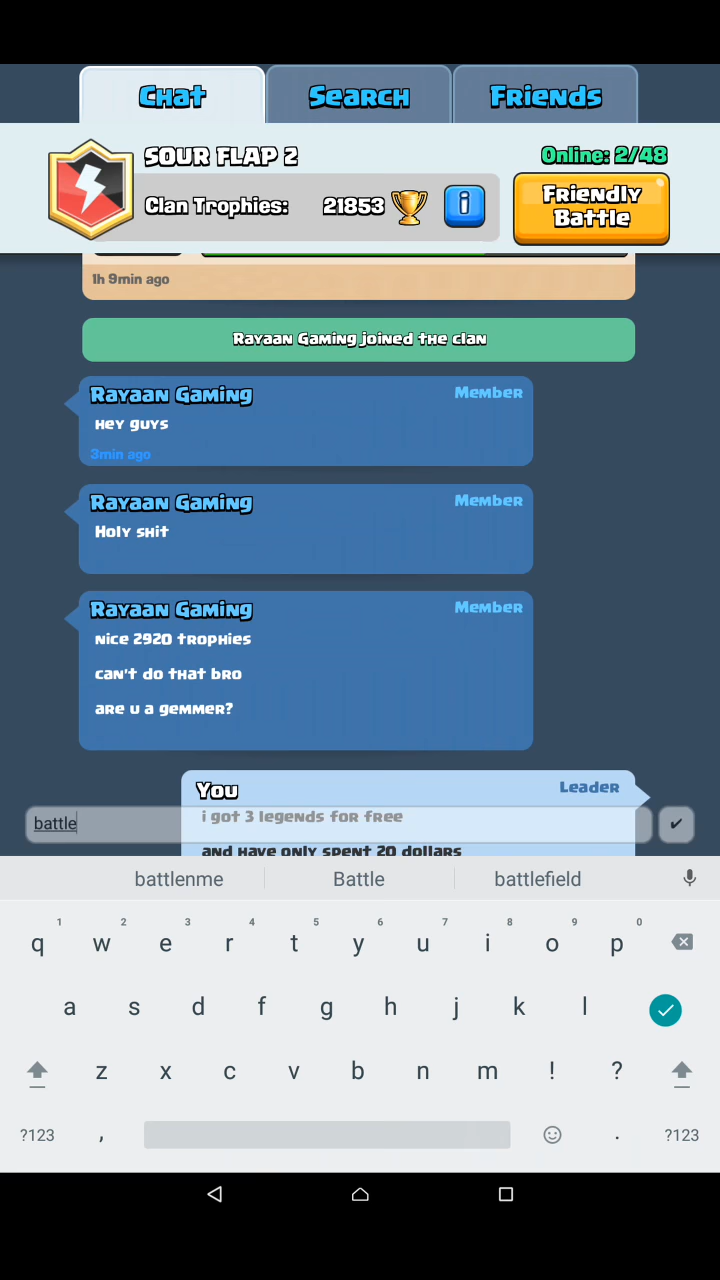 Chat Search Friends
SOUR FLAP 2
Online: 2/48
Clan Trophies: 21853
i
Friendly
Battle
1h 9min ago
Rayaan Gaming joined the clan
Rayaan Gaming Member
Hey guys
3min ago
Rayaan Gaming Member
Holy shit
Rayaan Gaming Member
nice 2920 trophies
can't do that bro
are u a gemmer?
You Leader
i got 3 legends for free
battle
and have only spent 20 dollars
battlenme Battle battlefield
1 2 3 4 5 6 7 8 9 0
q w e r t y u i o p
a s d f g h j k l
z x c v b n m ! ?
?123 , . ?123